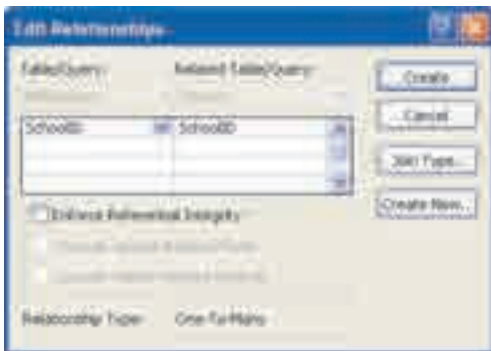 Edit Relationships
Table/Query: Related Table/Query:
SchoolID SchoolID
Enforce Referential Integrity
Relationship Type: One-To-Many
Create
Cancel
Join Type..
Create New..